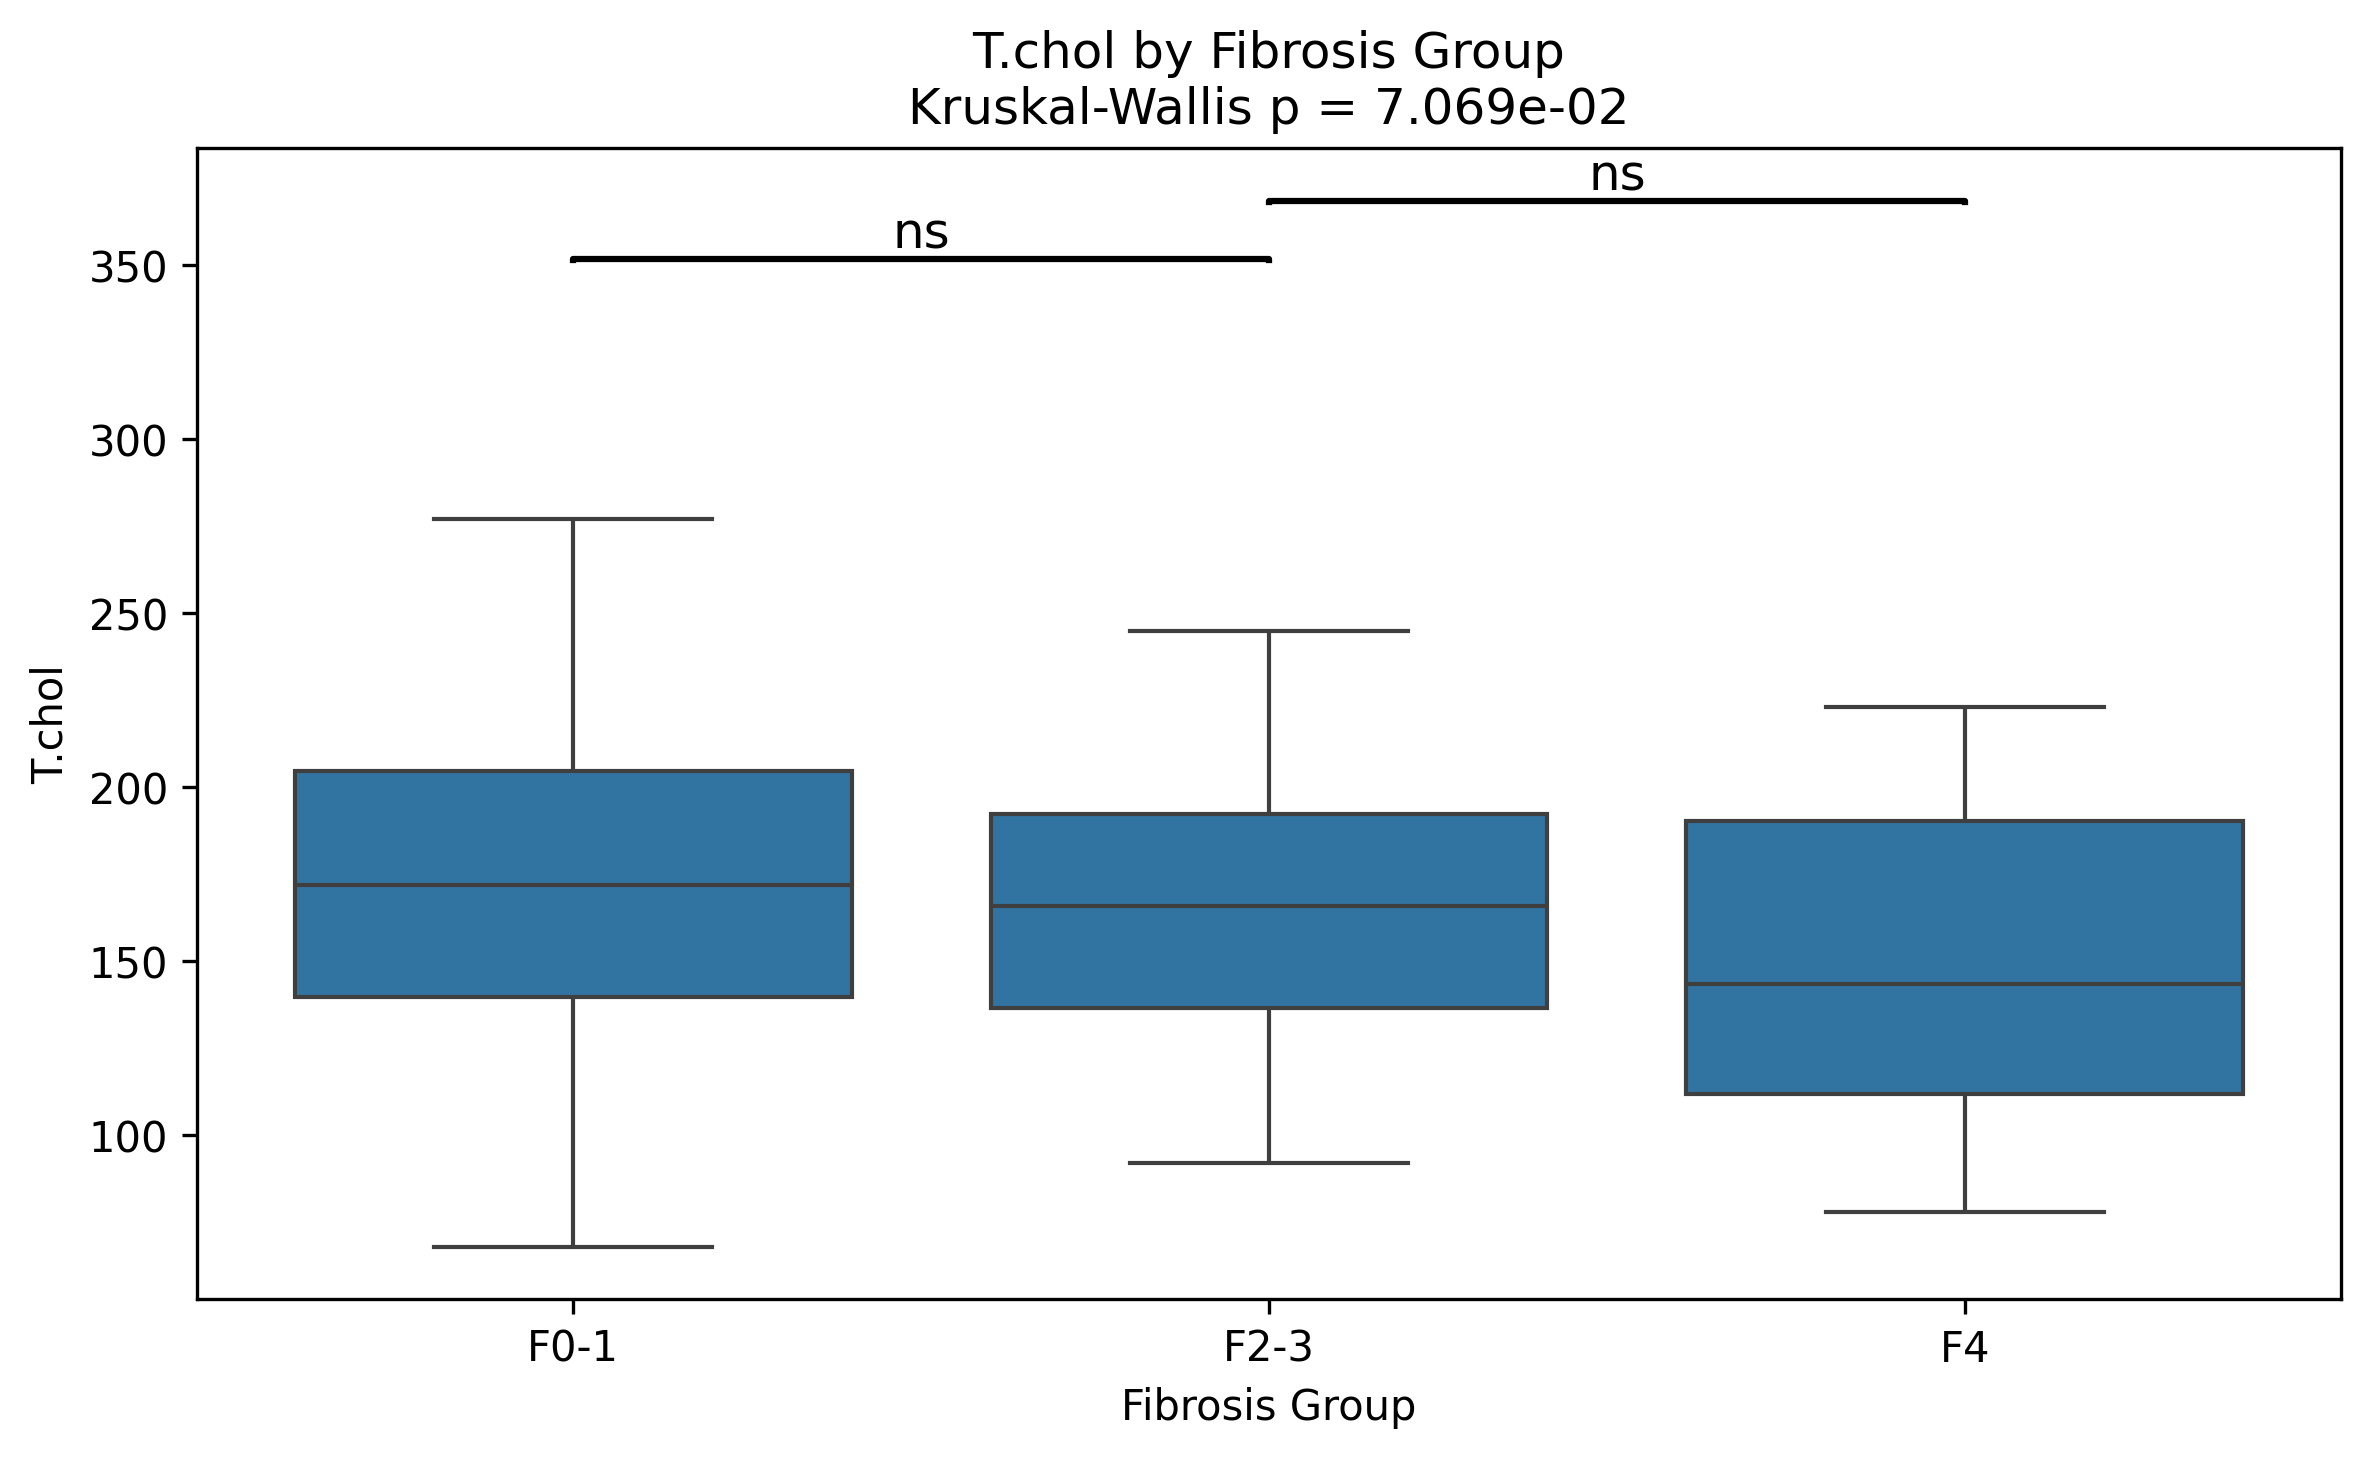 T.chol by Fibrosis Group
Kruskal-Wallis p = 7.069e-02
ns
ns
350
300
250
200
150
100
T.chol
F0-1
F2-3
F4
Fibrosis Group